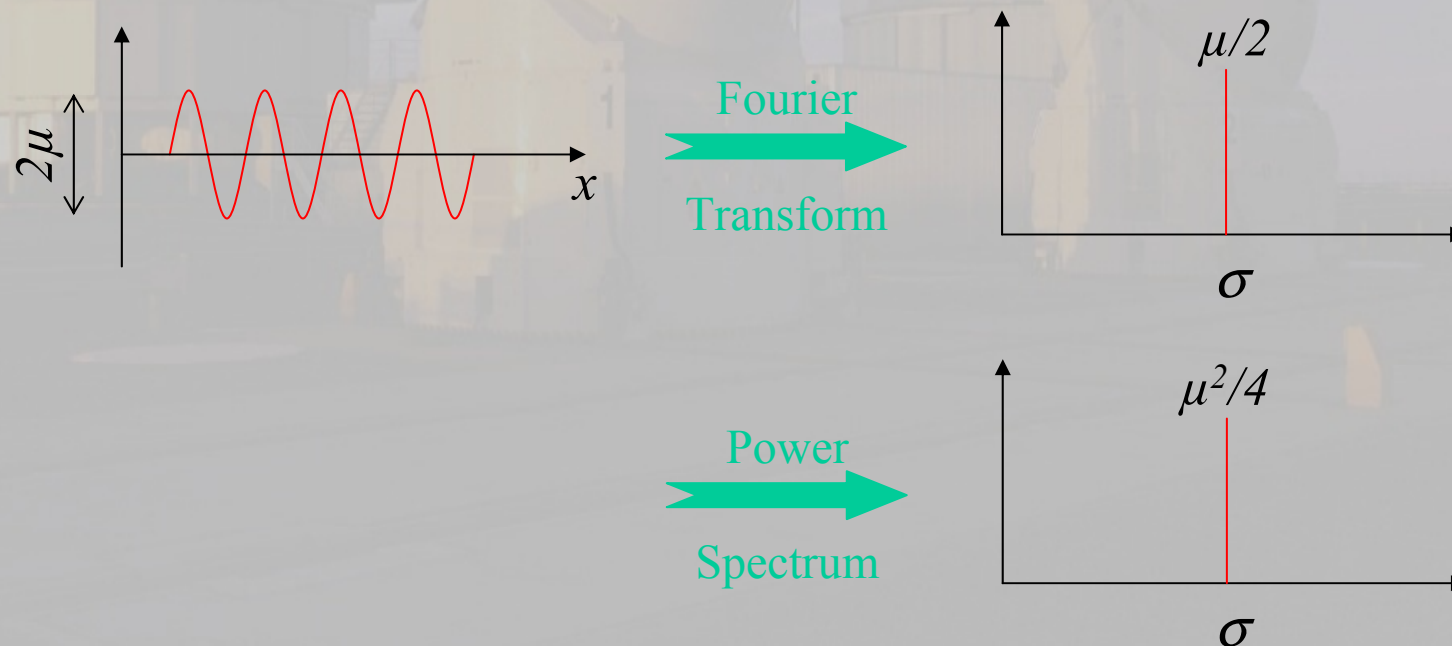 2μ
x
Fourier
Transform
μ/2
σ
Power
Spectrum
μ²/4
σ